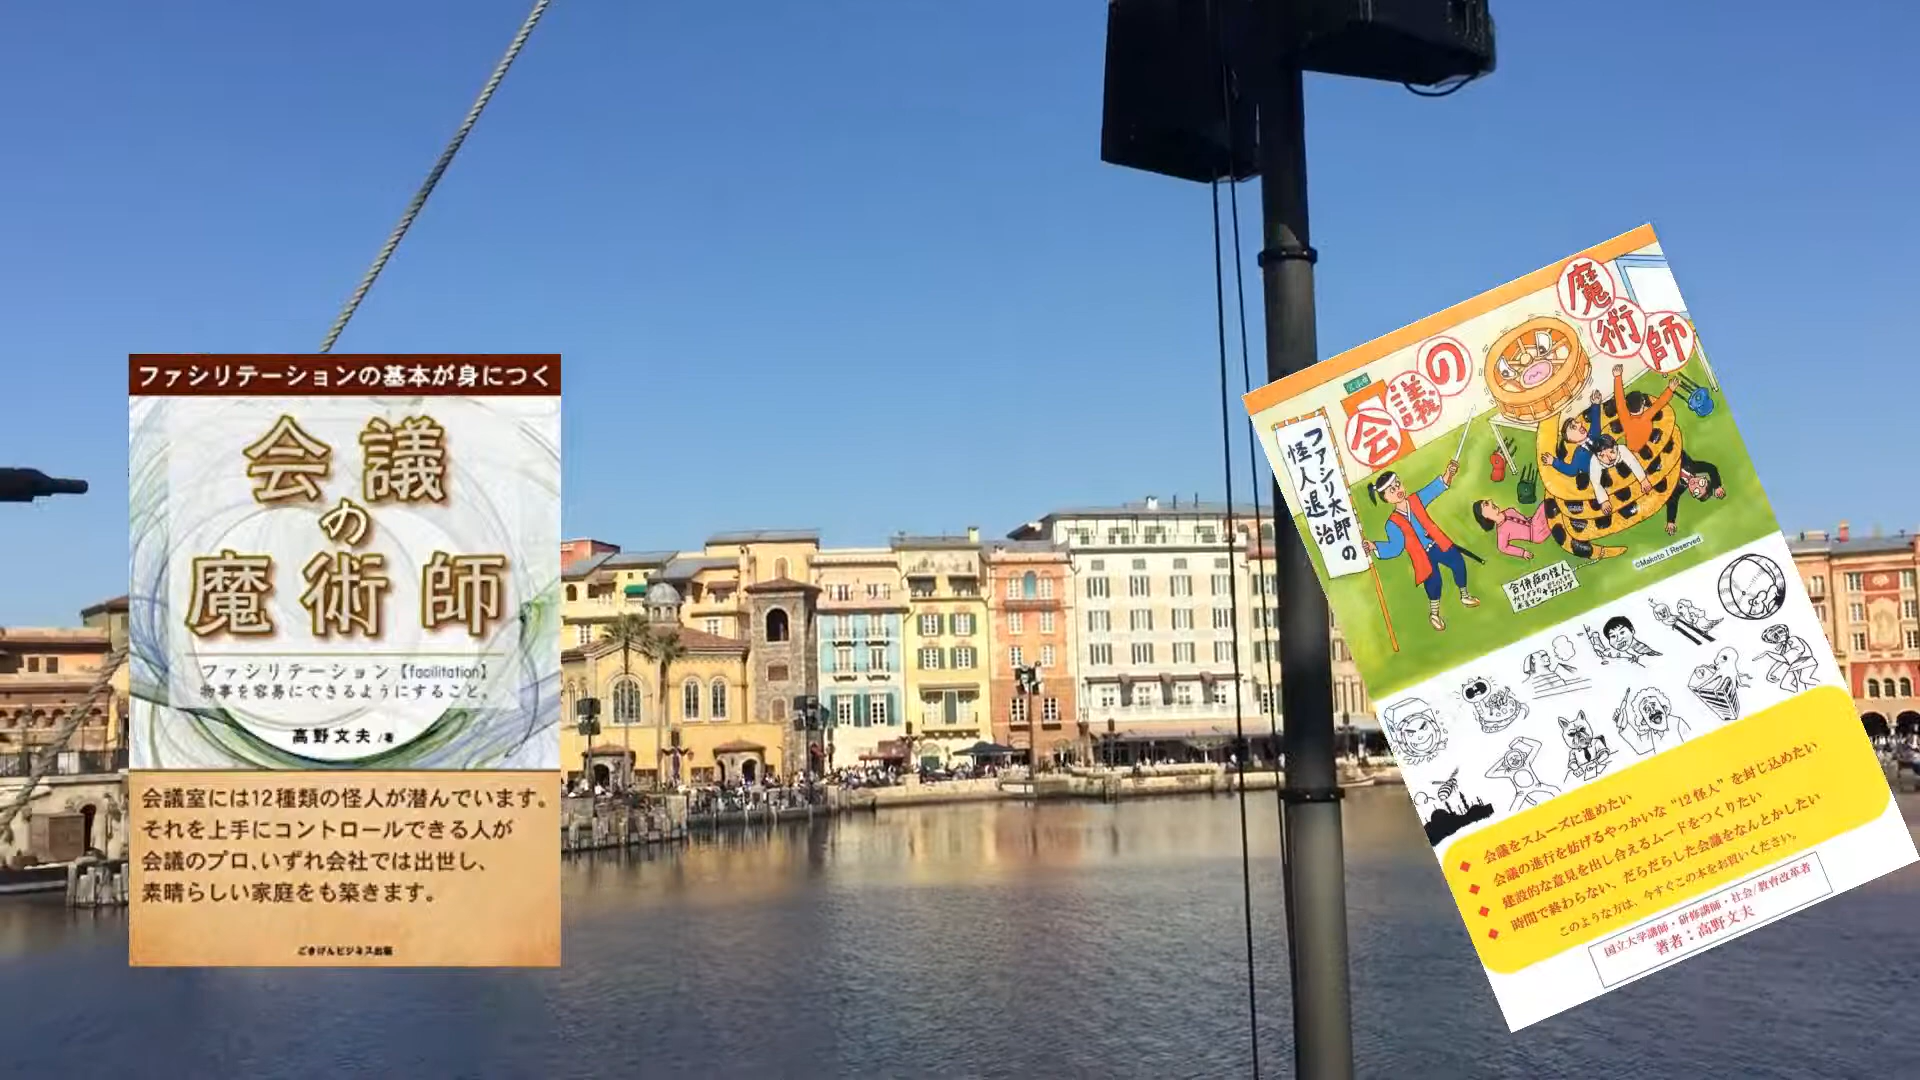 ファシリテーションの基本が身につく
会議
の
魔術師
ファシリテーション【facilitation】
物事を容易にできるようにすること。
高野文夫/著
会議室には12種類の怪人が潜んでいます。
それを上手にコントロールできる人が
会議のプロ、いずれ会社では出世し、
素晴らしい家庭をも築きます。
ごきげんビジネス出版
会議の
魔術師
ファシリ太郎の
怪人退治
合併症の怪人
©Makoto I Reserved
◆ 会議をスムーズに進めたい
◆ 会議の進行を妨げるやっかいな“12怪人”を封じ込めたい
◆ 建設的な意見を出し合えるムードをつくりたい
◆ 時間で終わらない、だらだらした会議をなんとかしたい
このような方は、今すぐこの本をお買いください。
国立大学講師・研修講師・社会/教育改革者
著者：高野文夫